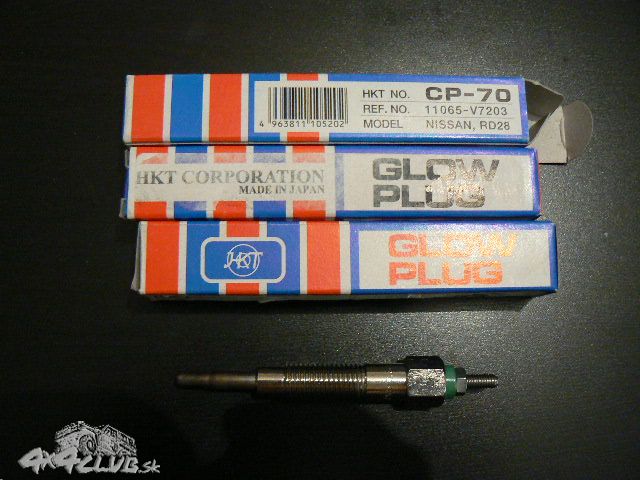 HKT NO. CP-70
4 963811 105202
REF. NO. 11065-V7203
MODEL NISSAN, RD28
HKT CORPORATION
MADE IN JAPAN
GLOW
PLUG
HKT
GLOW
PLUG
4x4CLUB.sk